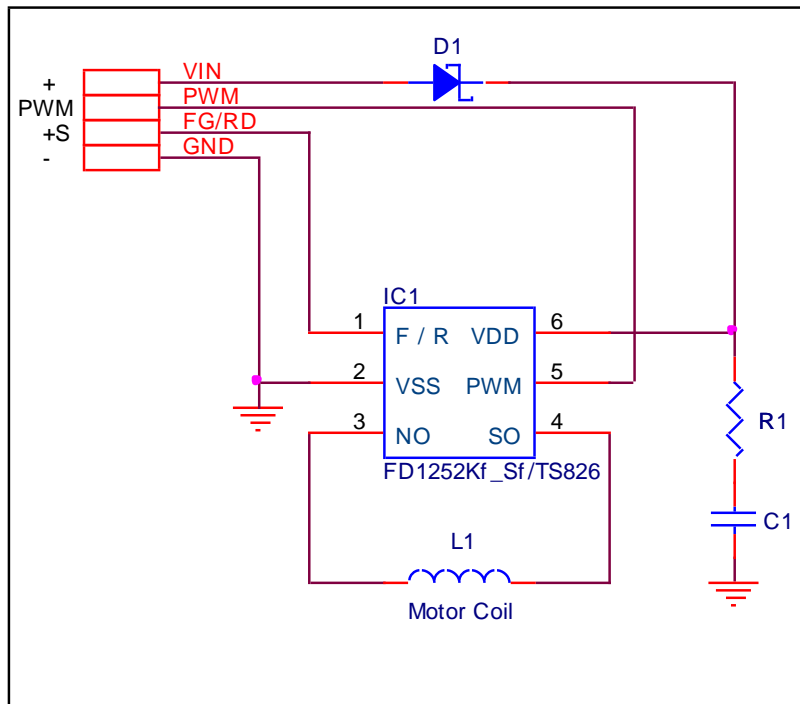 D1
+ VIN
PWM PWM
+S FG/RD
- GND
IC1
1 F / R VDD 6
2 VSS PWM 5
3 NO SO 4
FD1252Kf_Sf/TS826
R1
C1
L1
Motor Coil